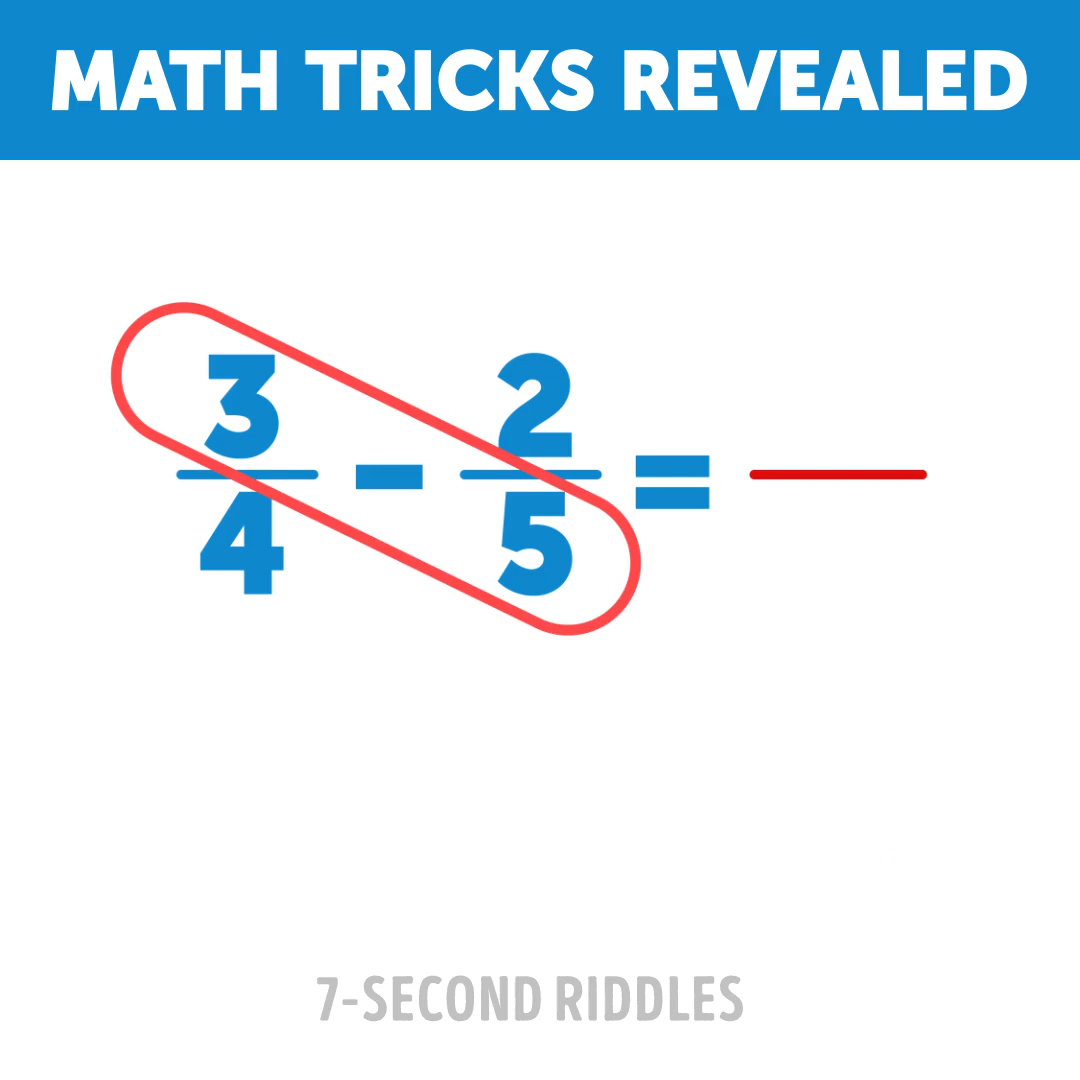 MATH TRICKS REVEALED
3/4 - 2/5 =
7-SECOND RIDDLES